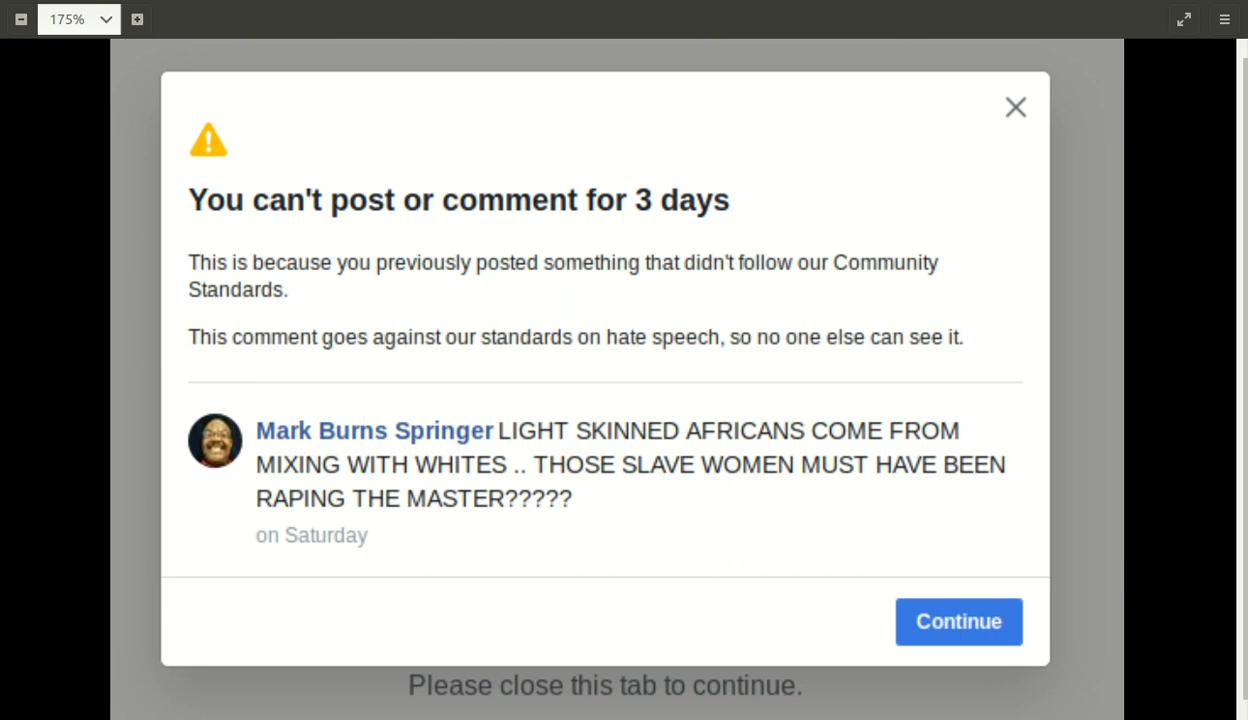 175%
You can't post or comment for 3 days
This is because you previously posted something that didn't follow our Community
Standards.
This comment goes against our standards on hate speech, so no one else can see it.
Mark Burns Springer LIGHT SKINNED AFRICANS COME FROM
MIXING WITH WHITES .. THOSE SLAVE WOMEN MUST HAVE BEEN
RAPING THE MASTER?????
on Saturday
Continue
Please close this tab to continue.